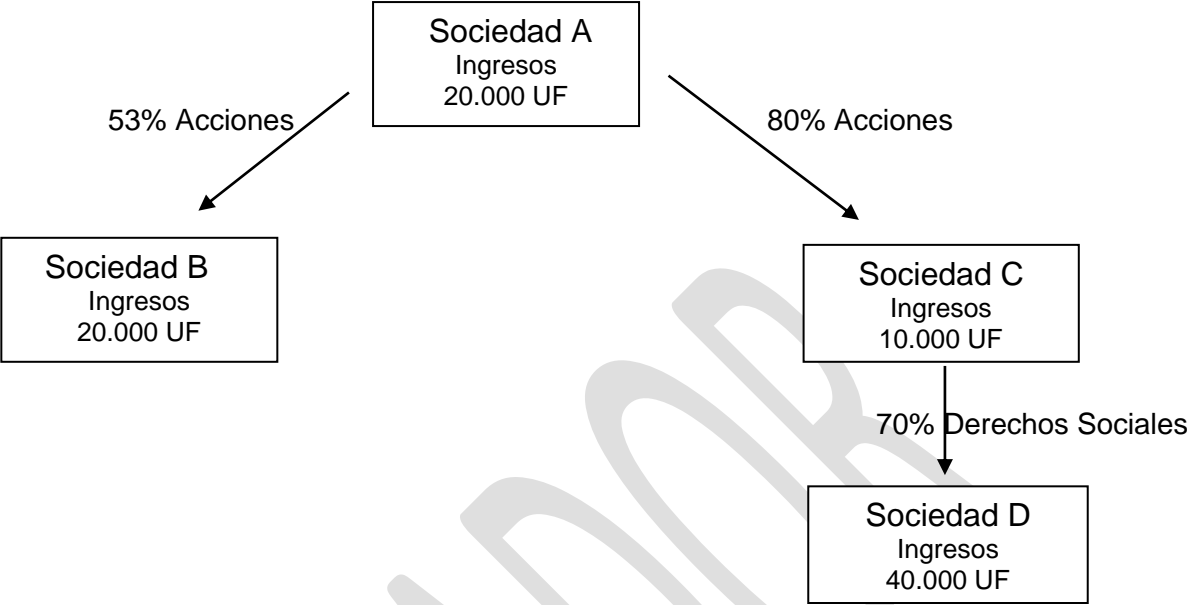 Sociedad A
Ingresos
20.000 UF
53% Acciones
80% Acciones
Sociedad B
Ingresos
20.000 UF
Sociedad C
Ingresos
10.000 UF
70% Derechos Sociales
Sociedad D
Ingresos
40.000 UF